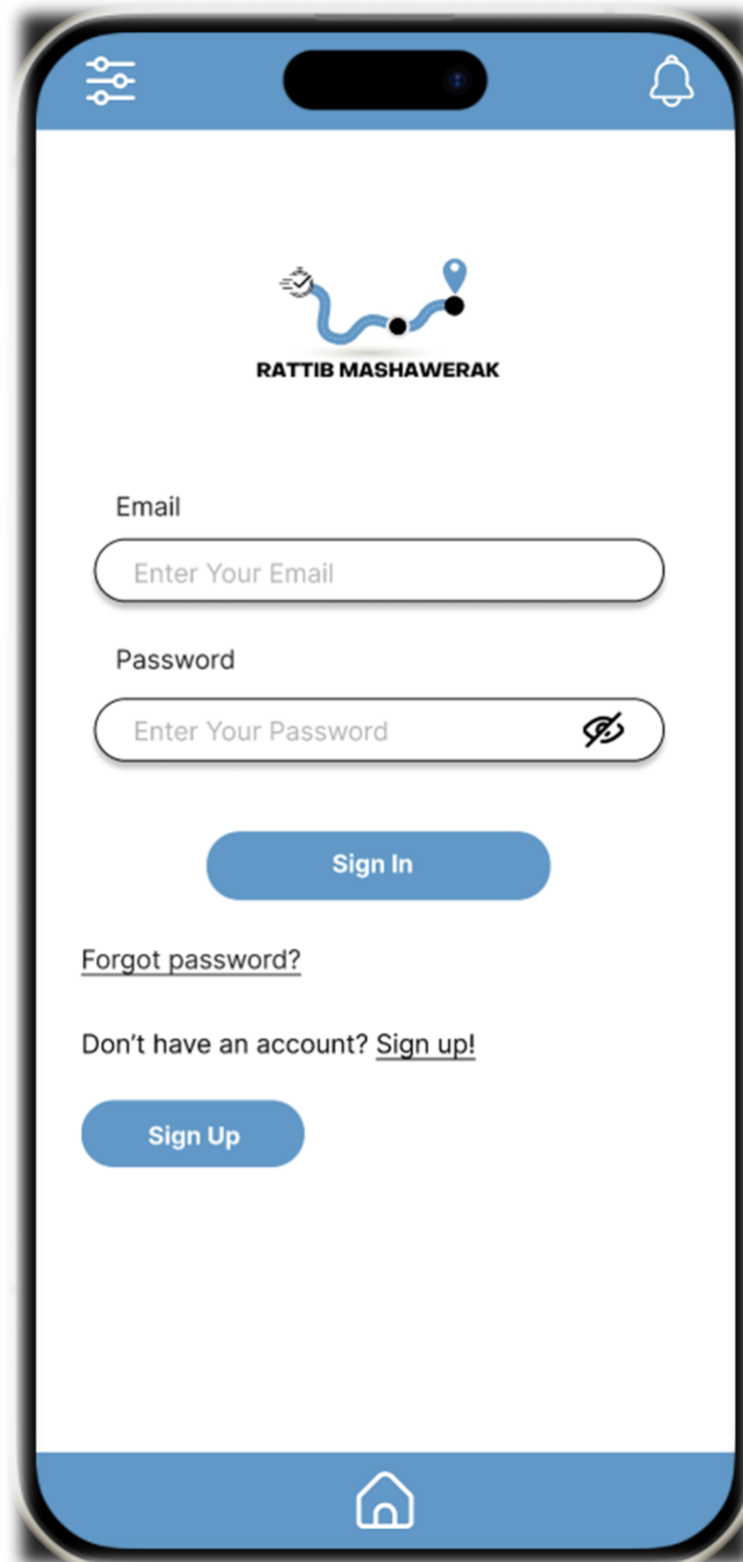 RATTIB MASHAWERAK
Email
Enter Your Email
Password
Enter Your Password
Sign In
Forgot password?
Don’t have an account? Sign up!
Sign Up